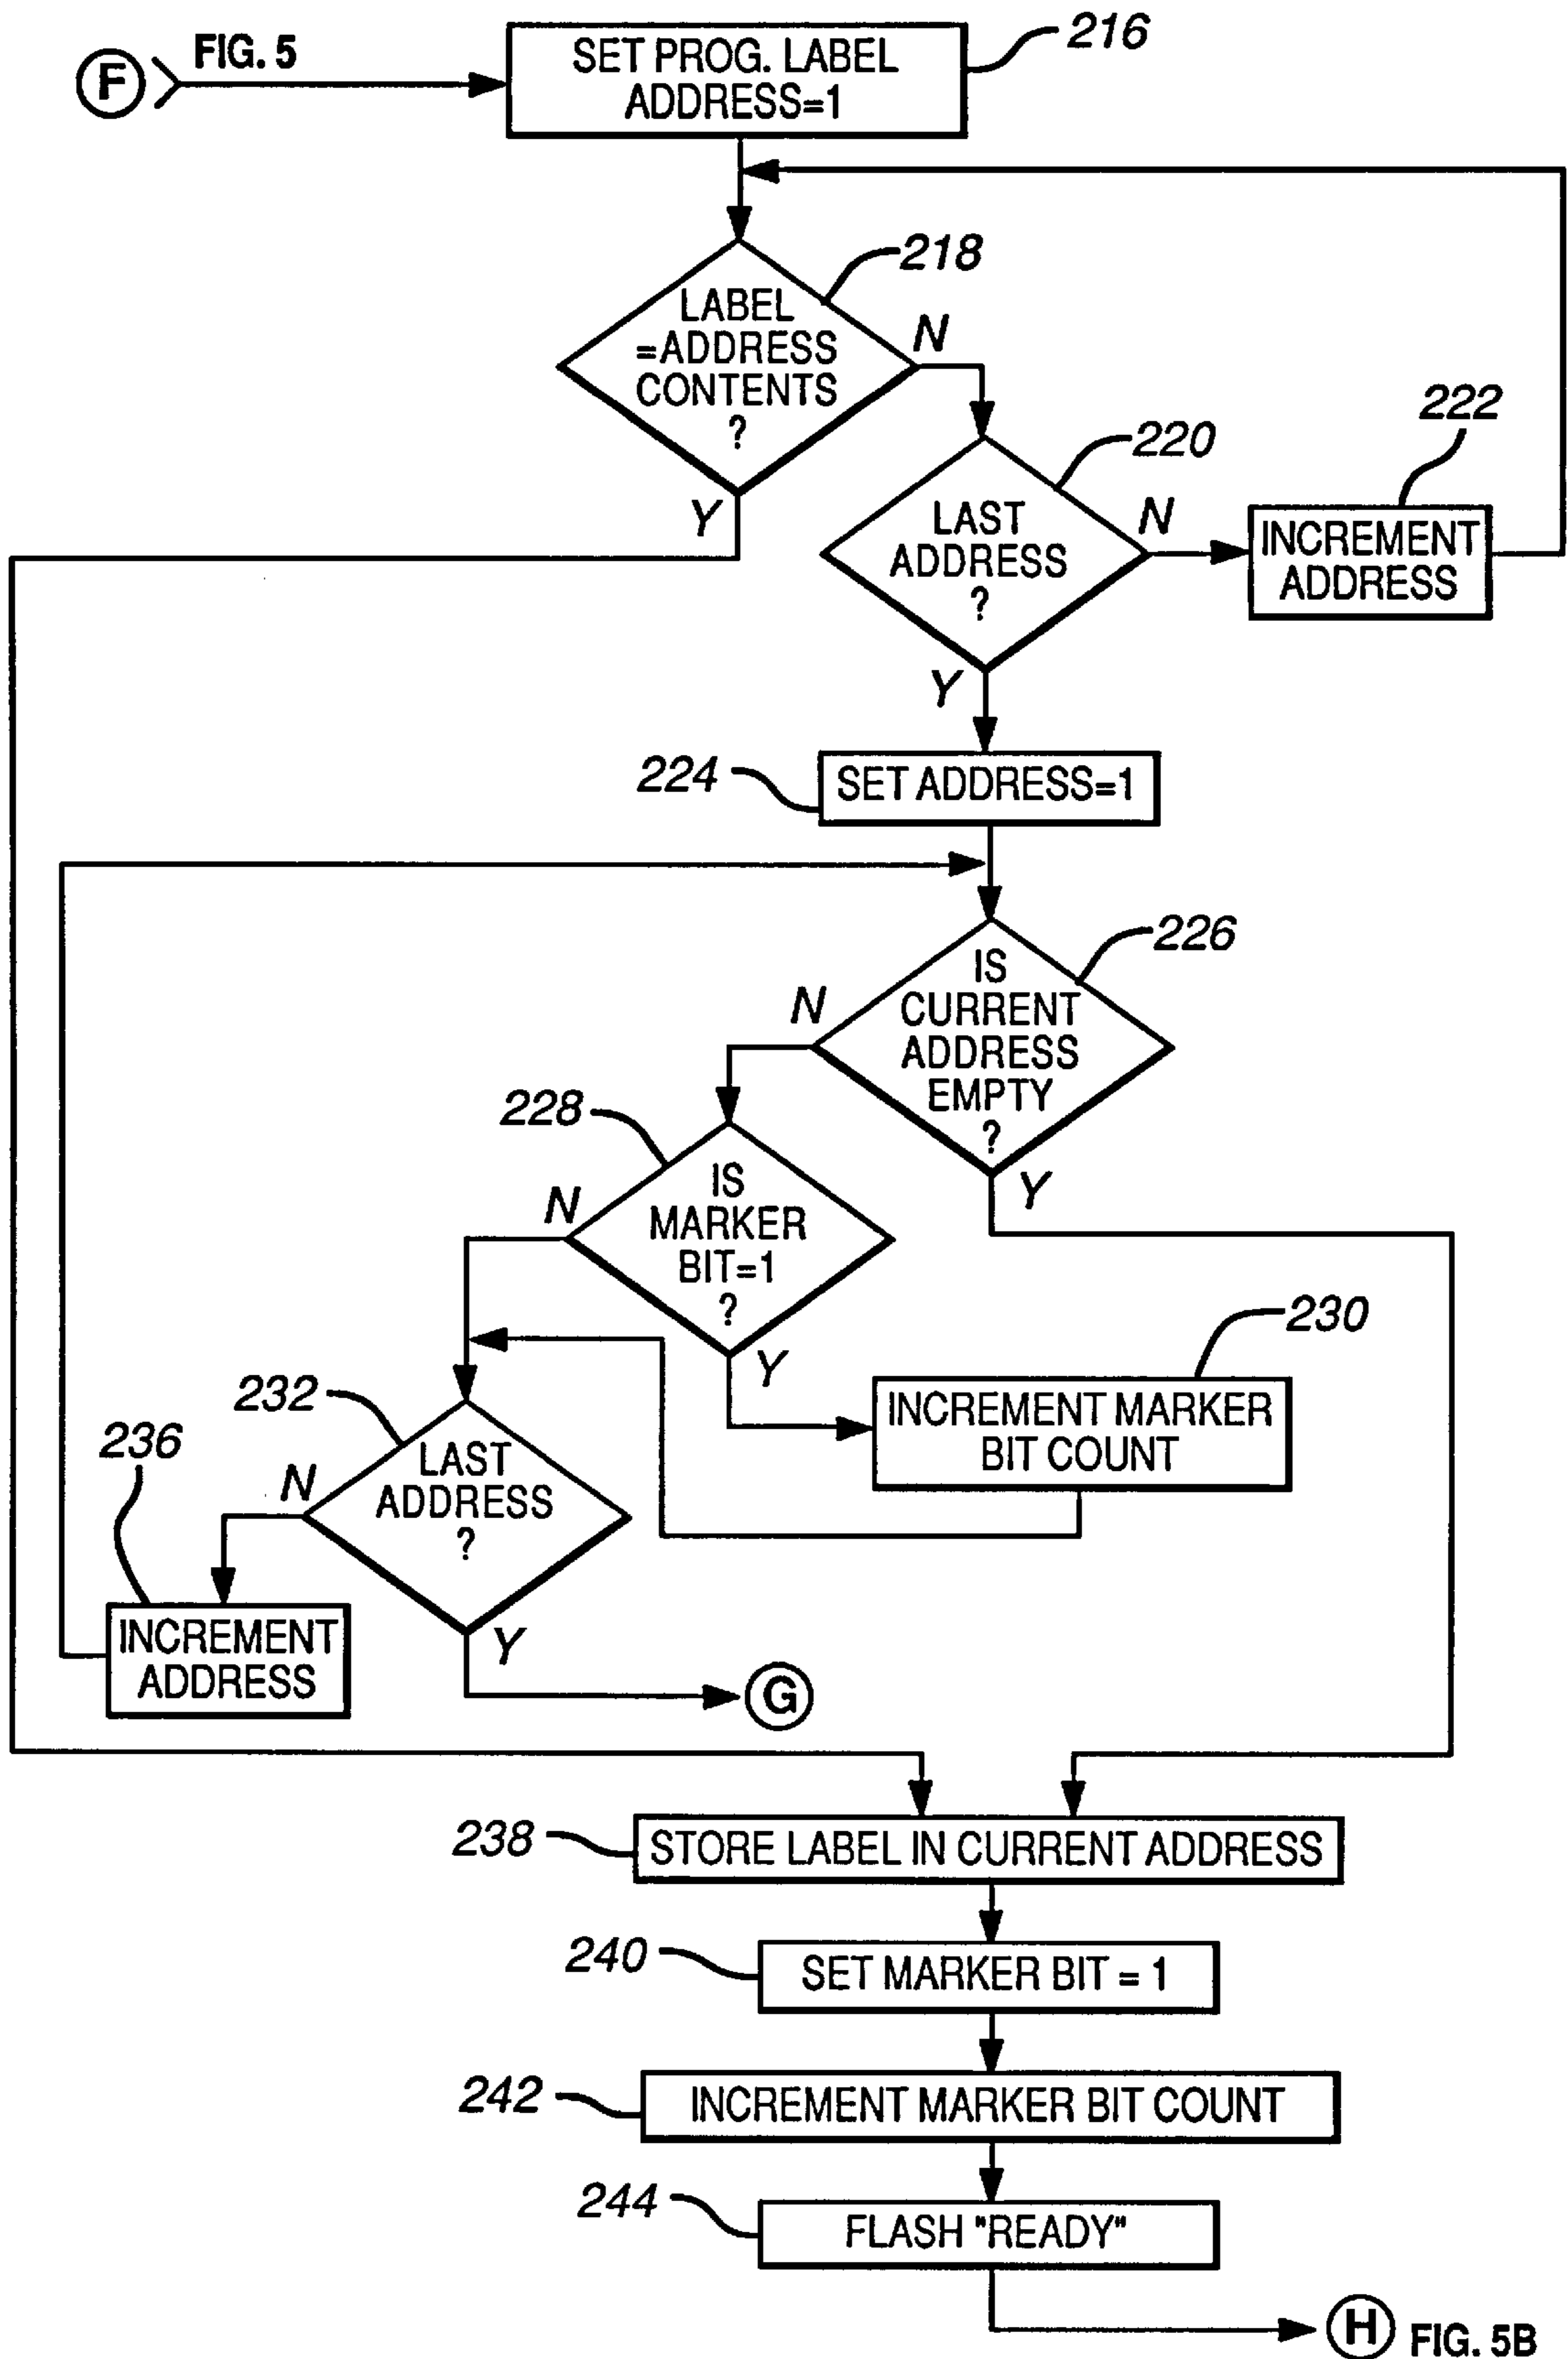 F
FIG. 5
SET PROG. LABEL
ADDRESS=1
216
LABEL
=ADDRESS
CONTENTS
?
218
N
Y
LAST
ADDRESS
?
220
N
Y
222
INCREMENT
ADDRESS
224
SET ADDRESS=1
226
IS
CURRENT
ADDRESS
EMPTY
?
N
Y
228
IS
MARKER
BIT=1
?
N
Y
230
INCREMENT MARKER
BIT COUNT
232
LAST
ADDRESS
?
N
Y
236
INCREMENT
ADDRESS
G
238
STORE LABEL IN CURRENT ADDRESS
240
SET MARKER BIT = 1
242
INCREMENT MARKER BIT COUNT
244
FLASH "READY"
H
FIG. 5B